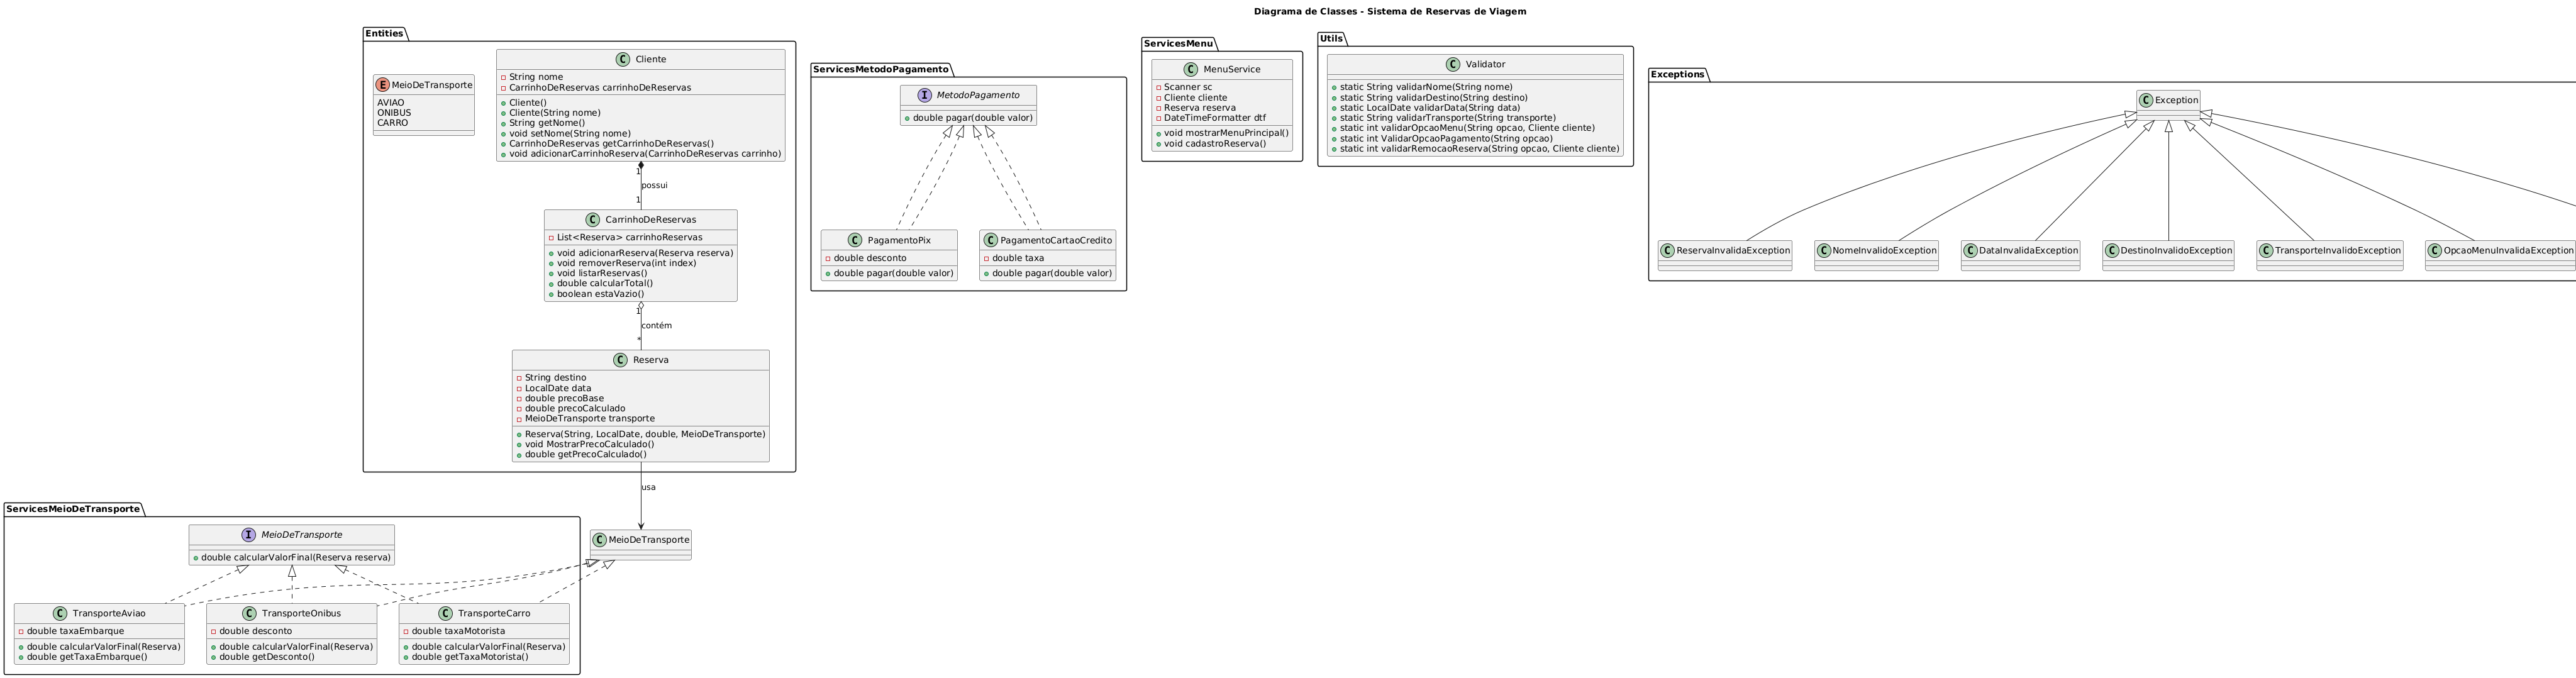 Diagrama de Classes - Sistema de Reservas de Viagem
Entities
E MeioDeTransporte
AVIAO
ONIBUS
CARRO
C Cliente
String nome
CarrinhoDeReservas carrinhoDeReservas
Cliente()
Cliente(String nome)
String getNome()
void setNome(String nome)
CarrinhoDeReservas getCarrinhoDeReservas()
void adicionarCarrinhoReserva(CarrinhoDeReservas carrinho)
1
possui
1
C CarrinhoDeReservas
List<Reserva> carrinhoReservas
void adicionarReserva(Reserva reserva)
void removerReserva(int index)
void listarReservas()
double calcularTotal()
boolean estaVazio()
1
contém
*
C Reserva
String destino
LocalDate data
double precoBase
double precoCalculado
MeioDeTransporte transporte
Reserva(String, LocalDate, double, MeioDeTransporte)
void MostrarPrecoCalculado()
double getPrecoCalculado()
usa
C MeioDeTransporte
ServicesMeioDeTransporte
I MeioDeTransporte
double calcularValorFinal(Reserva reserva)
C TransporteAviao
double taxaEmbarque
double calcularValorFinal(Reserva)
double getTaxaEmbarque()
C TransporteOnibus
double desconto
double calcularValorFinal(Reserva)
double getDesconto()
C TransporteCarro
double taxaMotorista
double calcularValorFinal(Reserva)
double getTaxaMotorista()
ServicesMetodoPagamento
I MetodoPagamento
double pagar(double valor)
C PagamentoPix
double desconto
double pagar(double valor)
C PagamentoCartaoCredito
double taxa
double pagar(double valor)
ServicesMenu
C MenuService
Scanner sc
Cliente cliente
Reserva reserva
DateTimeFormatter dtf
void mostrarMenuPrincipal()
void cadastroReserva()
Utils
C Validator
static String validarNome(String nome)
static String validarDestino(String destino)
static LocalDate validarData(String data)
static String validarTransporte(String transporte)
static int validarOpcaoMenu(String opcao, Cliente cliente)
static int ValidarOpcaoPagamento(String opcao)
static int validarRemocaoReserva(String opcao, Cliente cliente)
Exceptions
C Exception
C ReservaInvalidaException
C NomeInvalidoException
C DataInvalidaException
C DestinoInvalidoException
C TransporteInvalidoException
C OpcaoMenuInvalidaException